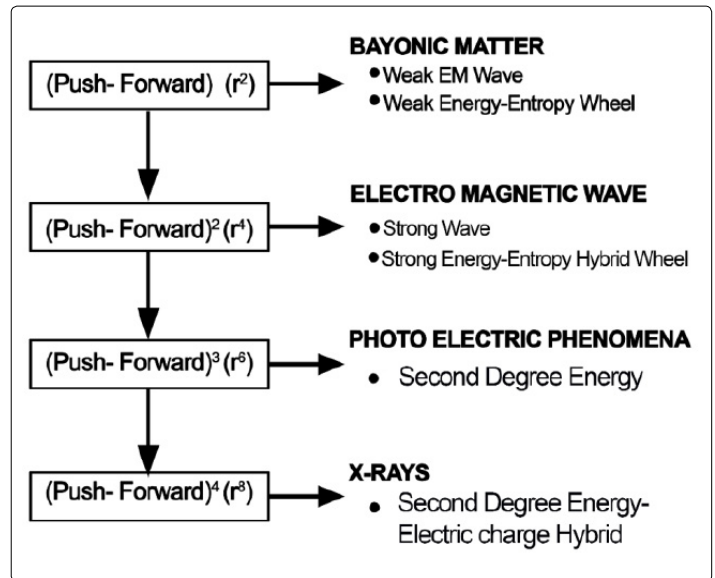 (Push- Forward) (r²)
BAYONIC MATTER
●Weak EM Wave
●Weak Energy-Entropy Wheel
(Push- Forward)² (r⁴)
ELECTRO MAGNETIC WAVE
●Strong Wave
●Strong Energy-Entropy Hybrid Wheel
(Push- Forward)³ (r⁶)
PHOTO ELECTRIC PHENOMENA
● Second Degree Energy
(Push- Forward)⁴ (r⁸)
X-RAYS
● Second Degree Energy-
Electric charge Hybrid